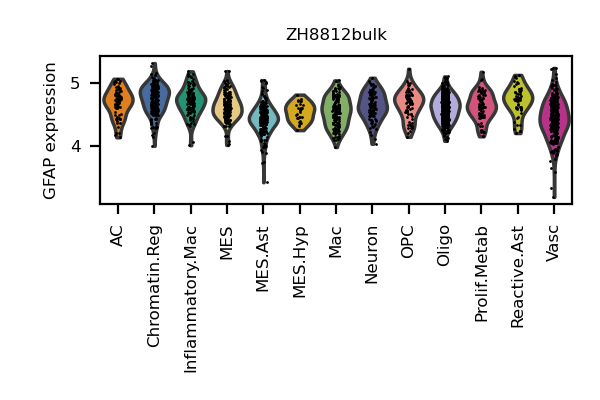 ZH8812bulk
GFAP expression
5
4
AC
Chromatin.Reg
Inflammatory.Mac
MES
MES.Ast
MES.Hyp
Mac
Neuron
OPC
Oligo
Prolif.Metab
Reactive.Ast
Vasc